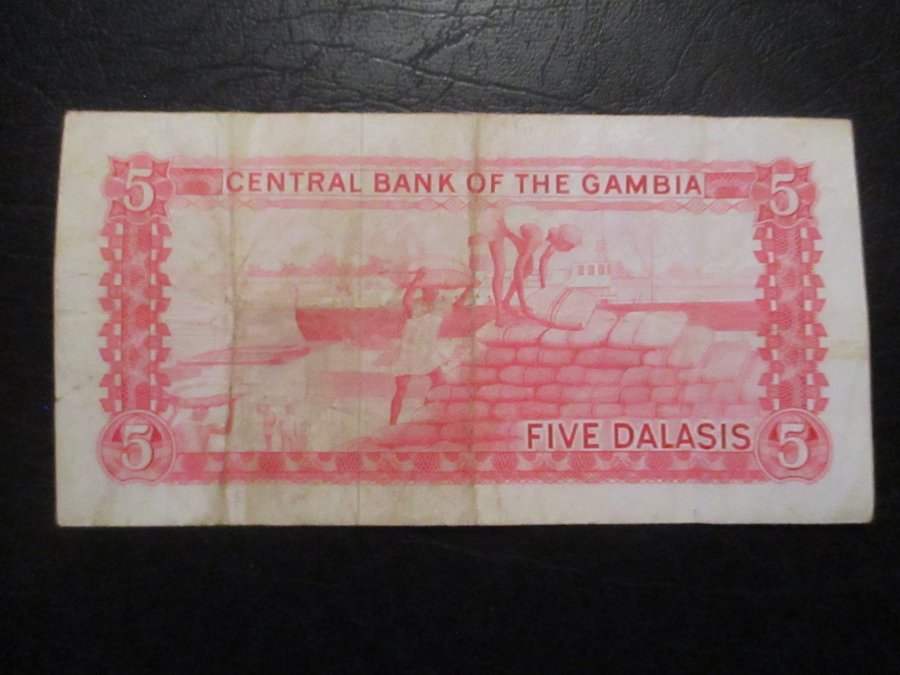 5 CENTRAL BANK OF THE GAMBIA 5
5 FIVE DALASIS 5